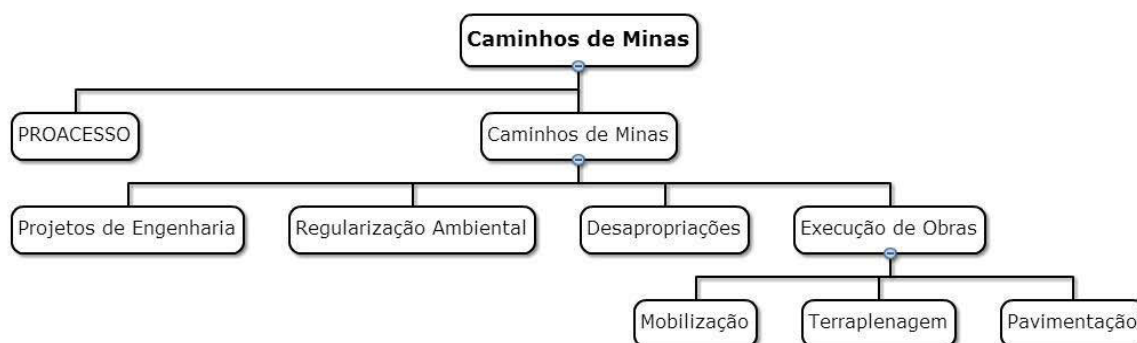 Caminhos de Minas
PROACESSO
Caminhos de Minas
Projetos de Engenharia
Regularização Ambiental
Desapropriações
Execução de Obras
Mobilização
Terraplenagem
Pavimentação